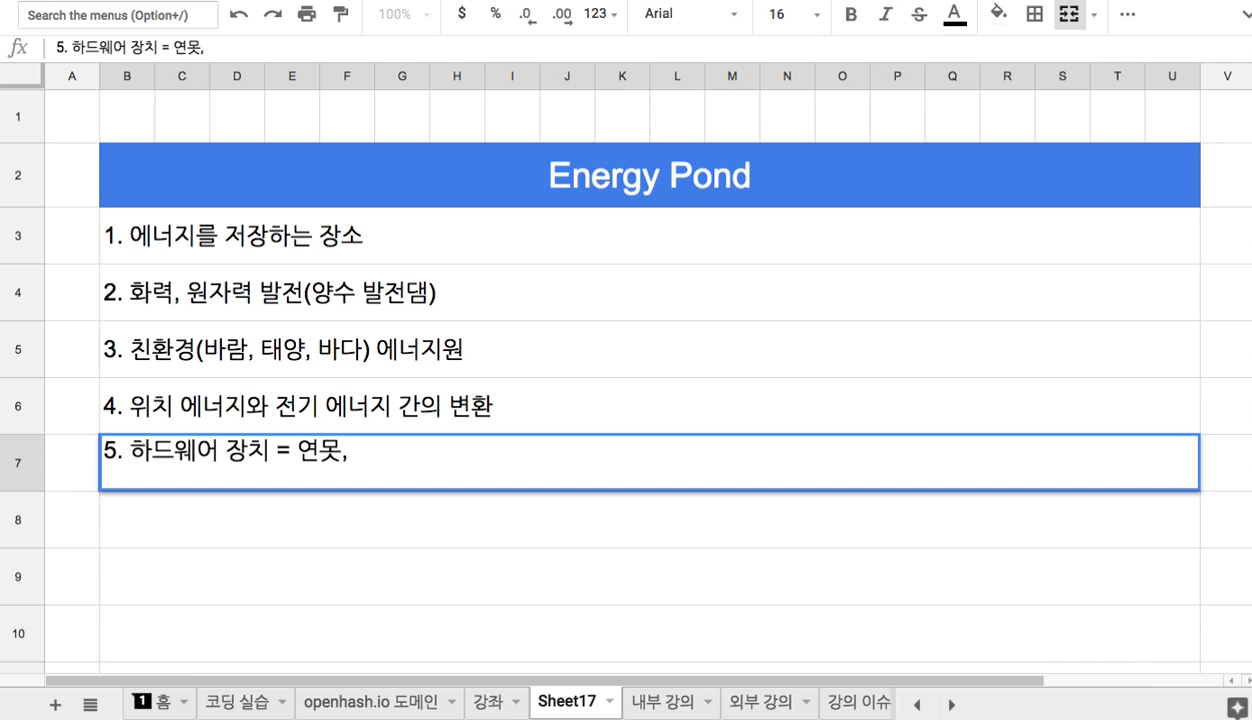 Search the menus (Option+/)
100%
$
%
.0
.00
123
Arial
16
B
I
S
A
fx
5. 하드웨어 장치 = 연못,
A B C D E F G H I J K L M N O P Q R S T U V
1
2
Energy Pond
3
1. 에너지를 저장하는 장소
4
2. 화력, 원자력 발전(양수 발전댐)
5
3. 친환경(바람, 태양, 바다) 에너지원
6
4. 위치 에너지와 전기 에너지 간의 변환
7
5. 하드웨어 장치 = 연못,
8
9
10
1 홈
코딩 실습
openhash.io 도메인
강좌
Sheet17
내부 강의
외부 강의
강의 이슈